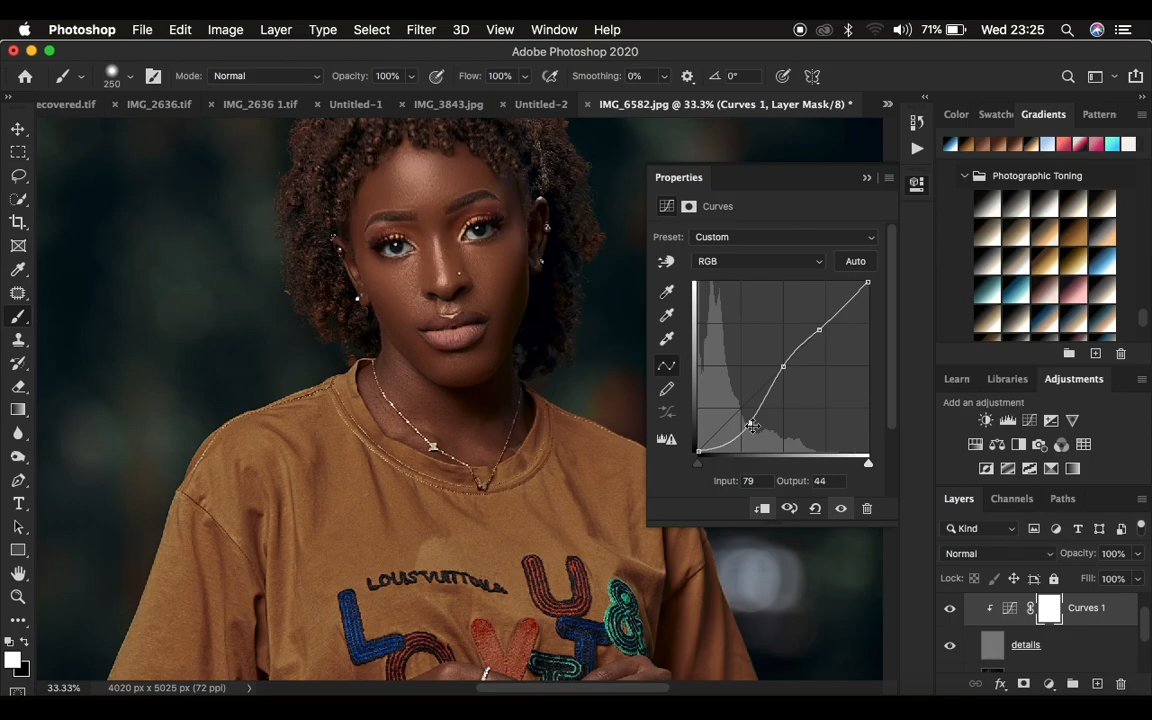 Photoshop File Edit Image Layer Type Select Filter 3D View Window Help 71% Wed 23:25
Adobe Photoshop 2020
250 Mode: Normal Opacity: 100% Flow: 100% Smoothing: 0% 0°
ecovered.tif × IMG_2636.tif × IMG_2636 1.tif × Untitled-1 × IMG_3843.jpg × Untitled-2 × IMG_6582.jpg @ 33.3% (Curves 1, Layer Mask/8) *
Color Swatche Gradients Pattern
Photographic Toning
Properties
Curves
Preset: Custom
RGB Auto
Input: 79 Output: 44
Learn Libraries Adjustments
Add an adjustment
Layers Channels Paths
Kind
Normal Opacity: 100%
Lock: Fill: 100%
Curves 1
details
LOUIS VUITTON
33.33% 4020 px x 5025 px (72 ppi)